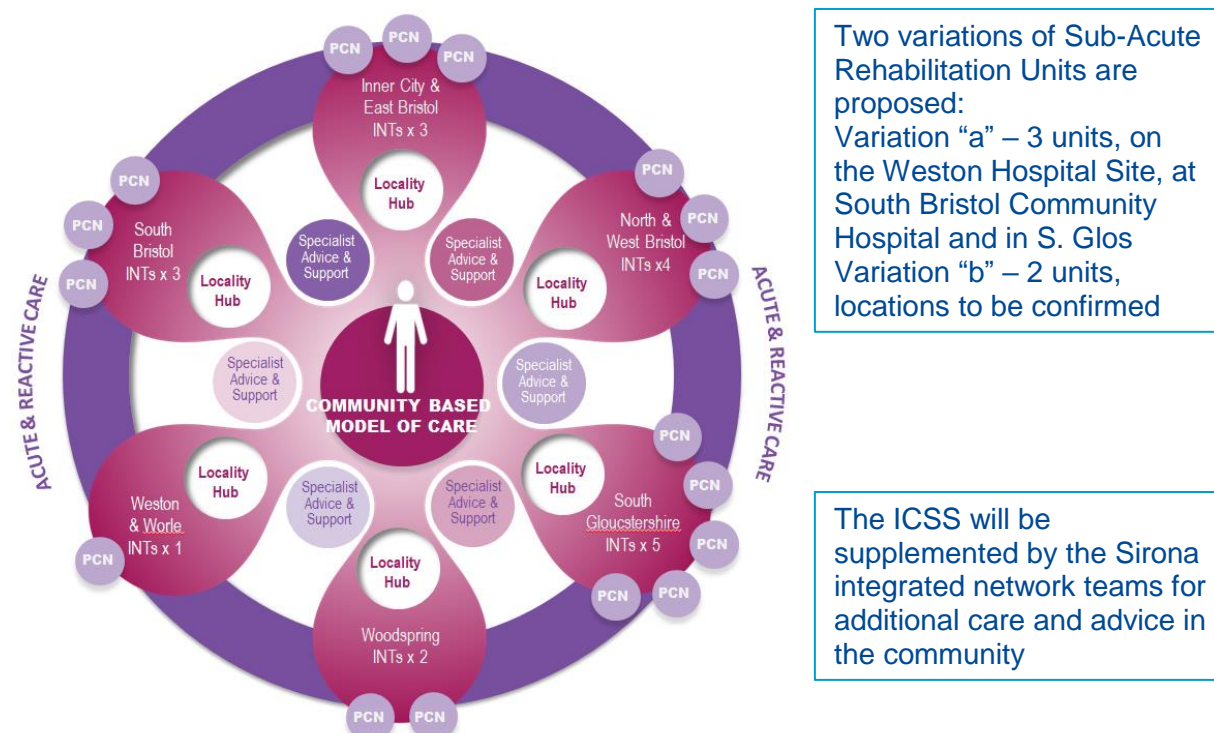 PCN
PCN
PCN
Inner City &
East Bristol
INTs x 3
Locality
Hub
PCN
PCN
PCN
South
Bristol
INTs x 3
Locality
Hub
Specialist
Advice &
Support
Specialist
Advice &
Support
PCN
PCN
PCN
North &
West Bristol
INTs x4
Locality
Hub
ACUTE & REACTIVE CARE
ACUTE & REACTIVE CARE
Specialist
Advice &
Support
COMMUNITY BASED
MODEL OF CARE
Specialist
Advice &
Support
Locality
Hub
Weston
& Worle
INTs x 1
PCN
Specialist
Advice &
Support
Specialist
Advice &
Support
Locality
Hub
South
Gloucstershire
INTs x 5
PCN
PCN
PCN
PCN
PCN
Locality
Hub
Woodspring
INTs x 2
PCN
PCN
Two variations of Sub-Acute
Rehabilitation Units are
proposed:
Variation “a” – 3 units, on
the Weston Hospital Site, at
South Bristol Community
Hospital and in S. Glos
Variation “b” – 2 units,
locations to be confirmed
The ICSS will be
supplemented by the Sirona
integrated network teams for
additional care and advice in
the community